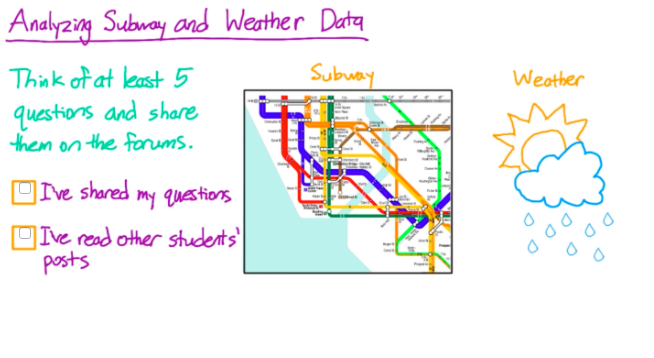 Analyzing Subway and Weather Data
Think of at least 5
questions and share
them on the forums.
I've shared my questions
I've read other students'
posts
Subway
Weather